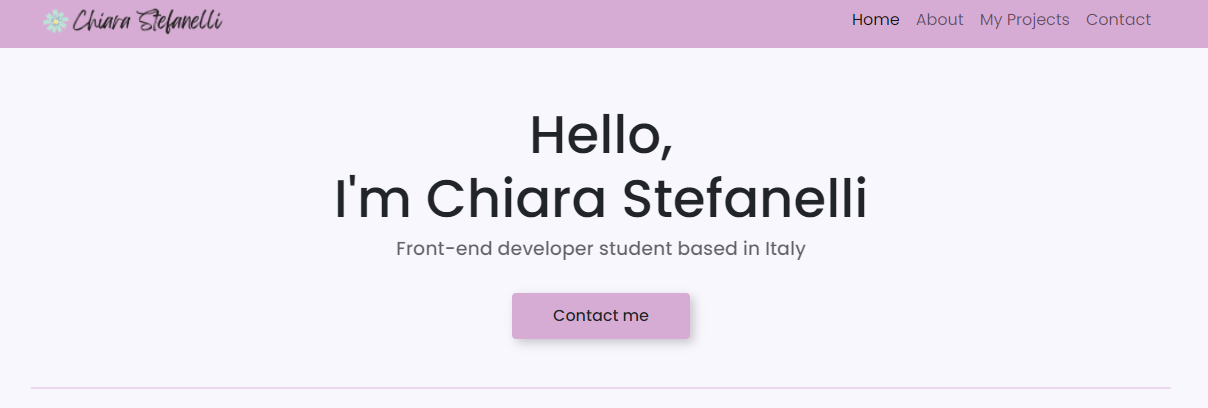 Chiara Stefanelli
Home About My Projects Contact
Hello,
I'm Chiara Stefanelli
Front-end developer student based in Italy
Contact me